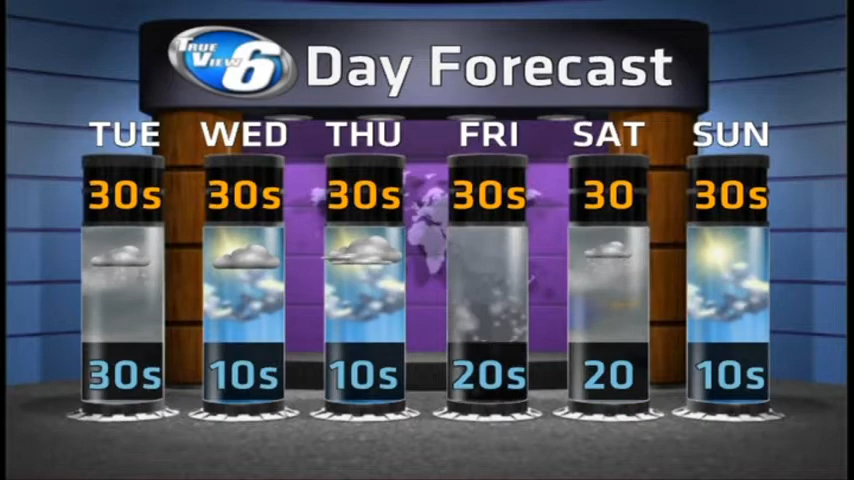 TRUE VIEW 6 Day Forecast
TUE WED THU FRI SAT SUN
30s 30s 30s 30s 30 30s
30s 10s 10s 20s 20 10s